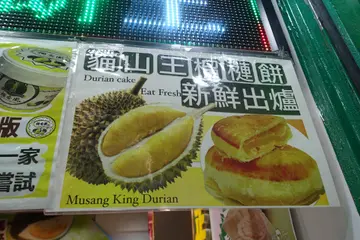 貓山王榴槤餅
Durian cake
Eat Fresh
新鮮出爐
版
一家
嘗試
Musang King Durian